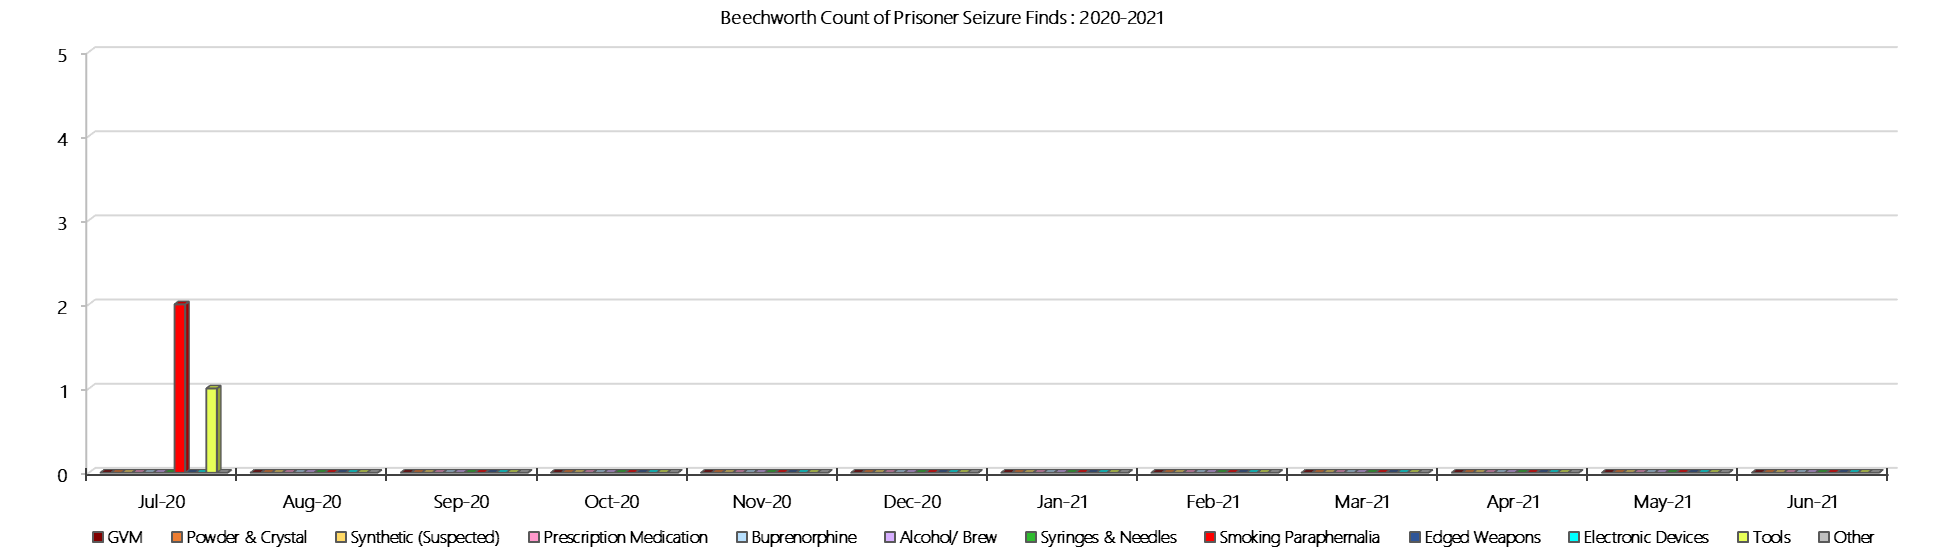 Beechworth Count of Prisoner Seizure Finds : 2020-2021
5
4
3
2
1
0
Jul-20 Aug-20 Sep-20 Oct-20 Nov-20 Dec-20 Jan-21 Feb-21 Mar-21 Apr-21 May-21 Jun-21
GVM Powder & Crystal Synthetic (Suspected) Prescription Medication Buprenorphine Alcohol/ Brew Syringes & Needles Smoking Paraphernalia Edged Weapons Electronic Devices Tools Other